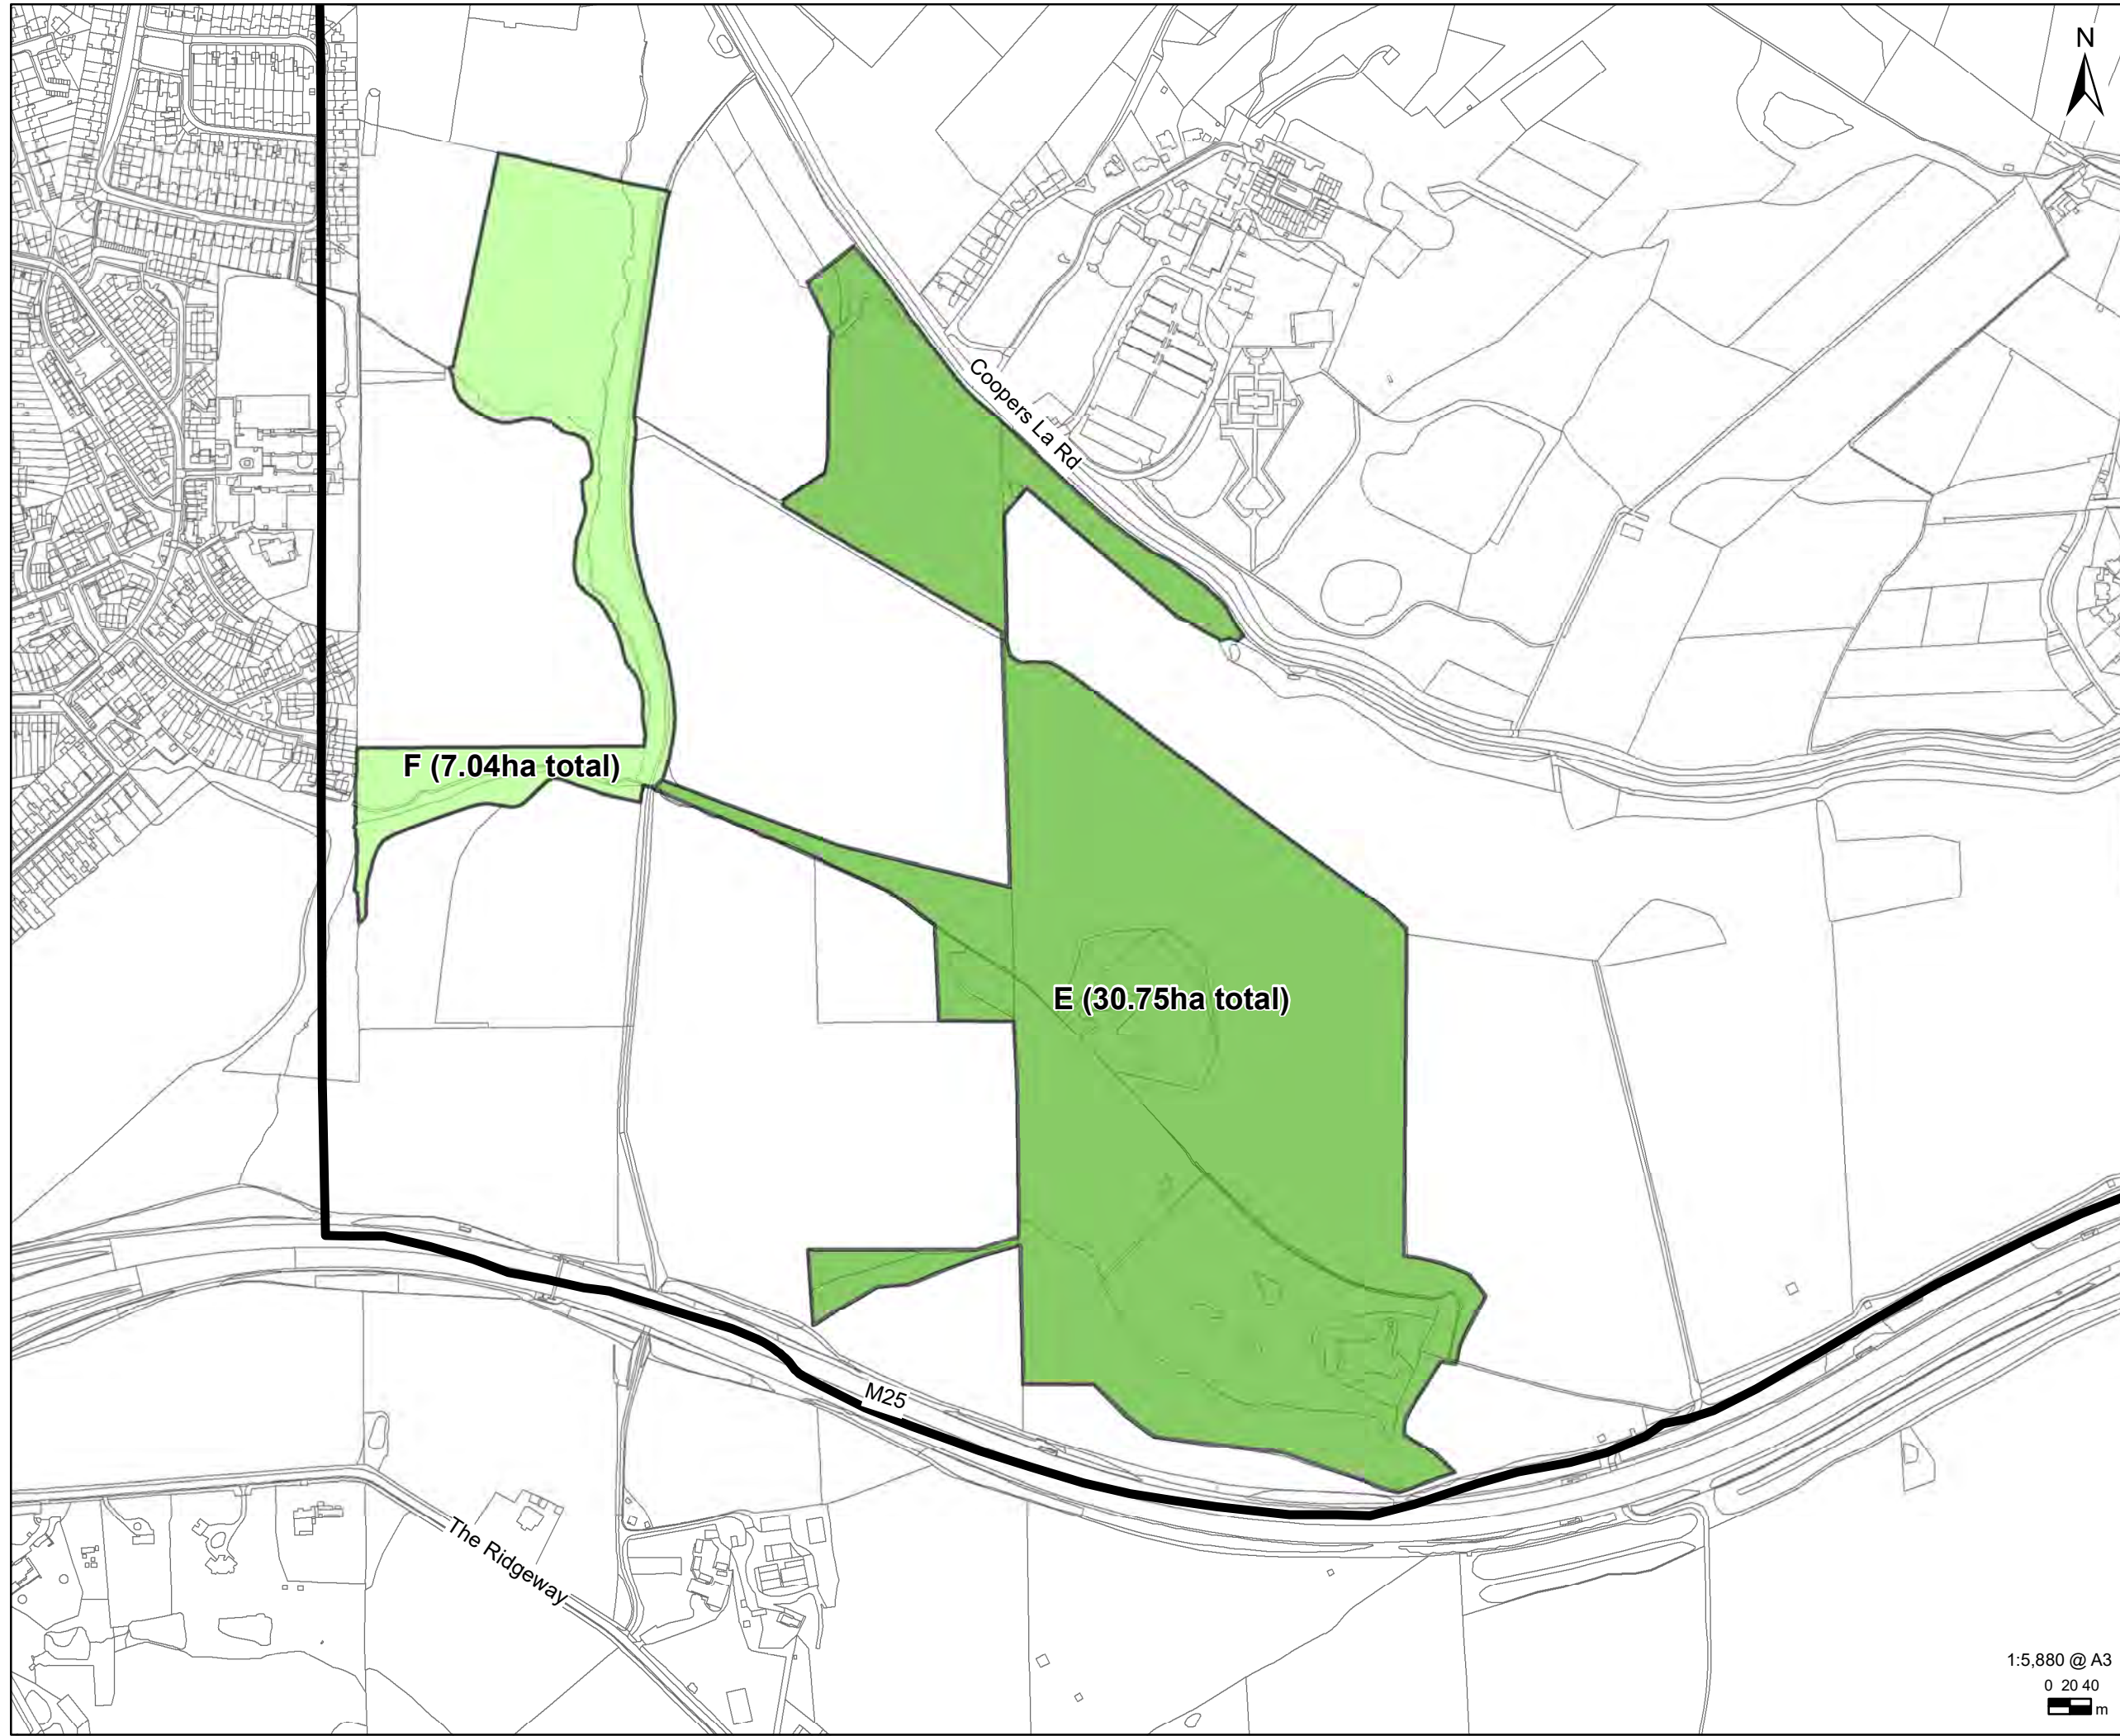 N
Coopers La Rd
F (7.04ha total)
E (30.75ha total)
M25
The Ridgeway
1:5,880 @ A3
0 20 40
m